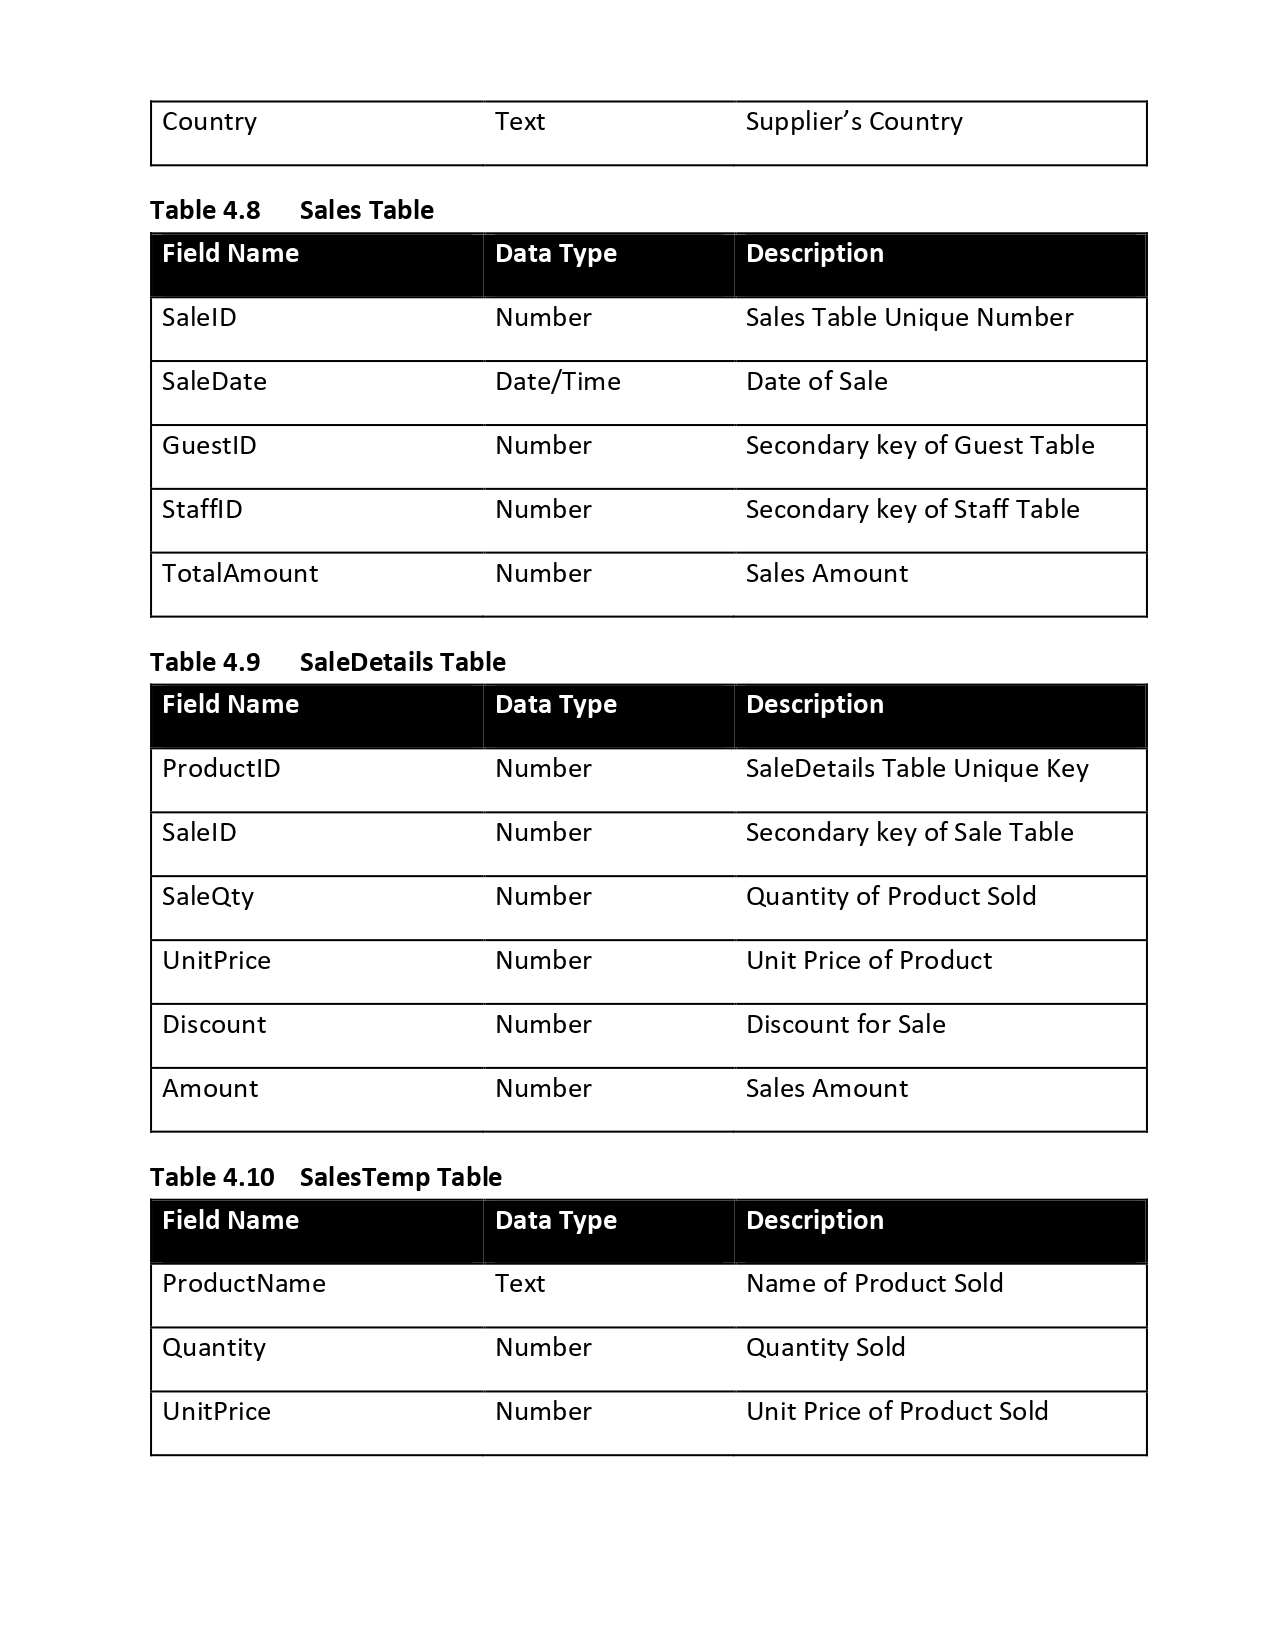 Country Text Supplier’s Country
Table 4.8 Sales Table
Field Name Data Type Description
SaleID Number Sales Table Unique Number
SaleDate Date/Time Date of Sale
GuestID Number Secondary key of Guest Table
StaffID Number Secondary key of Staff Table
TotalAmount Number Sales Amount
Table 4.9 SaleDetails Table
Field Name Data Type Description
ProductID Number SaleDetails Table Unique Key
SaleID Number Secondary key of Sale Table
SaleQty Number Quantity of Product Sold
UnitPrice Number Unit Price of Product
Discount Number Discount for Sale
Amount Number Sales Amount
Table 4.10 SalesTemp Table
Field Name Data Type Description
ProductName Text Name of Product Sold
Quantity Number Quantity Sold
UnitPrice Number Unit Price of Product Sold